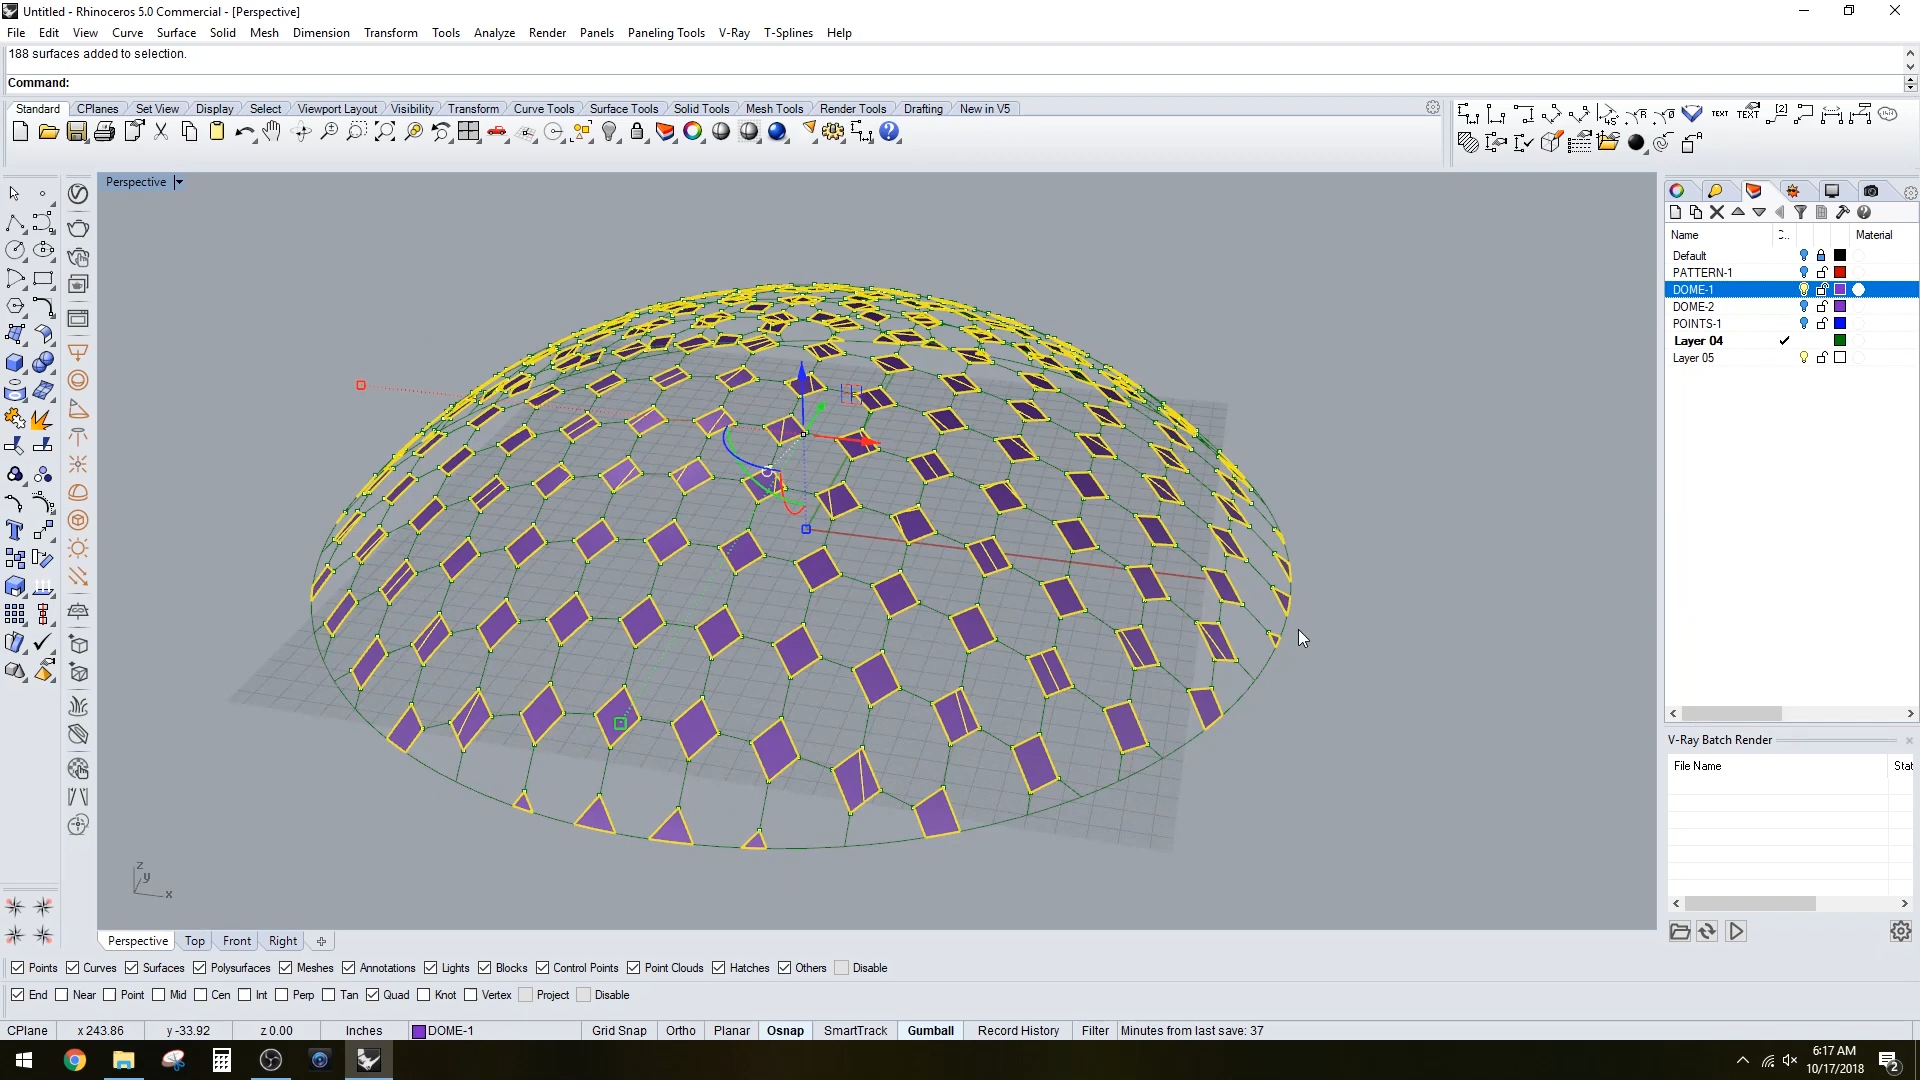 Untitled - Rhinoceros 5.0 Commercial - [Perspective]
File Edit View Curve Surface Solid Mesh Dimension Transform Tools Analyze Render Panels Paneling Tools V-Ray T-Splines Help
188 surfaces added to selection.
Command:
Standard CPlanes Set View Display Select Viewport Layout Visibility Transform Curve Tools Surface Tools Solid Tools Mesh Tools Render Tools Drafting New in V5
TEXT TEXT
Perspective
Name Material
Default
PATTERN-1
DOME-1
DOME-2
POINTS-1
Layer 04
Layer 05
V-Ray Batch Render
File Name Stat
z
y
x
Perspective Top Front Right
Points Curves Surfaces Polysurfaces Meshes Annotations Lights Blocks Control Points Point Clouds Hatches Others Disable
End Near Point Mid Cen Int Perp Tan Quad Knot Vertex Project Disable
CPlane x 243.86 y -33.92 z 0.00 Inches DOME-1 Grid Snap Ortho Planar Osnap SmartTrack Gumball Record History Filter Minutes from last save: 37
6:17 AM
10/17/2018
2